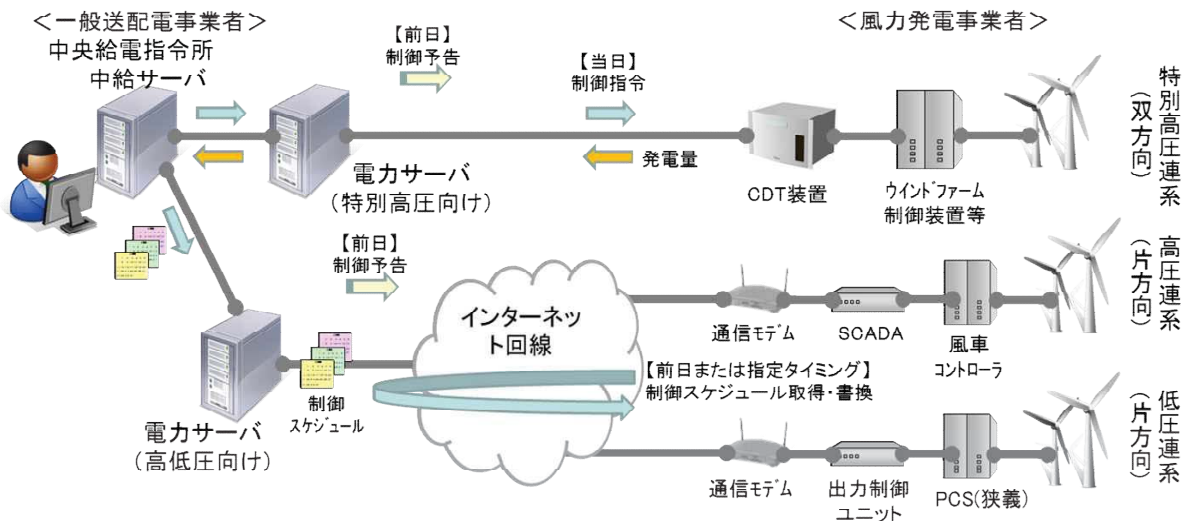 ＜一般送配電事業者＞
中央給電指令所
中給サーバ
【前日】
制御予告
【当日】
制御指令
＜風力発電事業者＞
発電量
電力サーバ
（特別高圧向け）
CDT装置
ｳｲﾝﾄﾞﾌｧｰﾑ
制御装置等
特別高圧連系
（双方向）
【前日】
制御予告
インターネッ
ト回線
通信ﾓﾃﾞﾑ
SCADA
風車
ｺﾝﾄﾛｰﾗ
高圧連系
（片方向）
【前日または指定タイミング】
制御スケジュール取得・書換
制御
ｽｹｼﾞｭｰﾙ
電力サーバ
（高低圧向け）
通信ﾓﾃﾞﾑ
出力制御
ユニット
PCS(狭義)
低圧連系
（片方向）